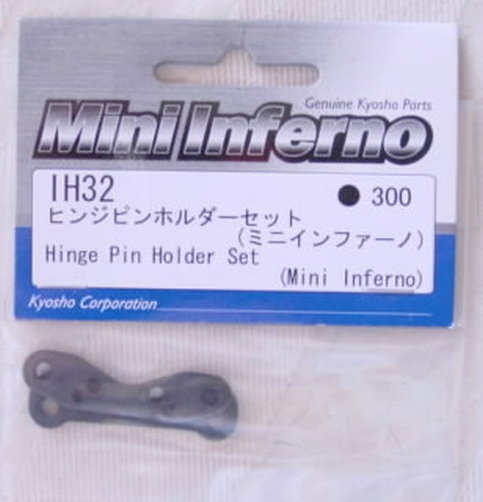 Genuine Kyosho Parts
Mini Inferno
IH32 ● 300
ヒンジピンホルダーセット
(ミニインファーノ)
Hinge Pin Holder Set
(Mini Inferno)
Kyosho Corporation